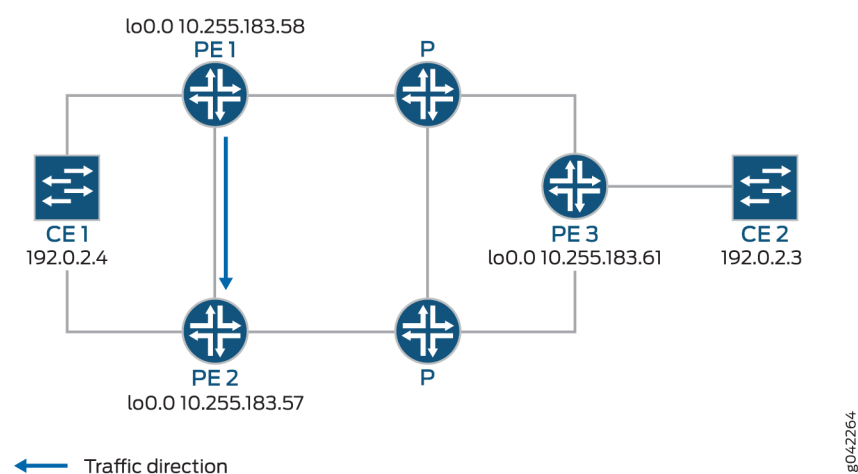 lo0.0 10.255.183.58
PE 1
P
CE 1
192.0.2.4
PE 3
lo0.0 10.255.183.61
CE 2
192.0.2.3
PE 2
lo0.0 10.255.183.57
P
Traffic direction
g042264